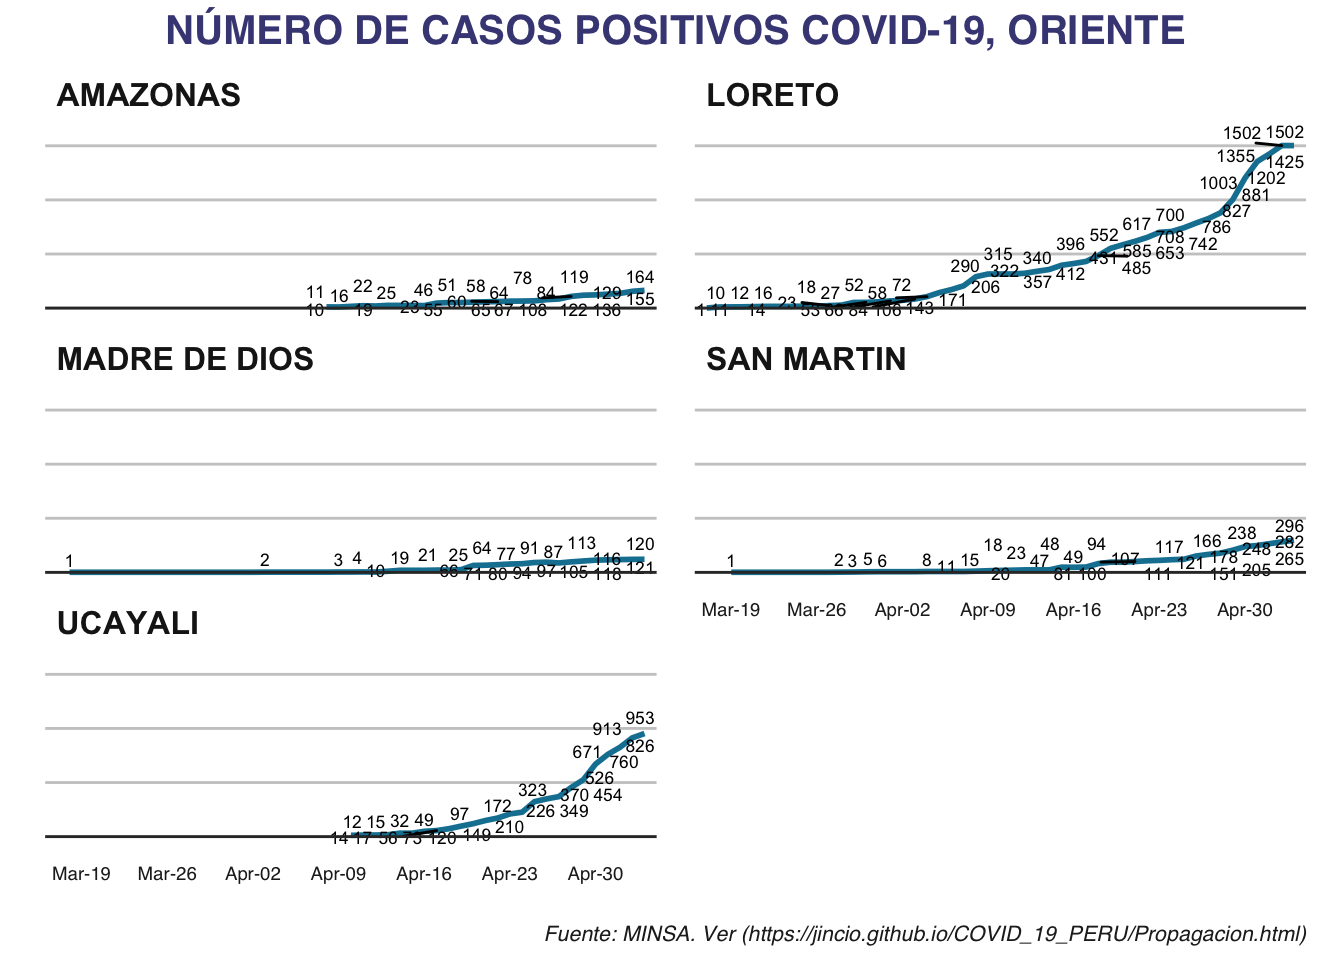 NÚMERO DE CASOS POSITIVOS COVID-19, ORIENTE
AMAZONAS
11 16 22 25 46 51 58 64 78 84 119 129 164
10 19 23 55 60 65 67 108 122 136 155
LORETO
1502 1502
1355 1425
1003 1202
881
617 700 827
552 786
290 315 340 396 431 585 708 653 742
322 357 412 485
10 12 16 23 18 27 52 58 72 171 206
1 11 14 53 66 84 106 143
MADRE DE DIOS
1 2 3 4 19 21 25 64 77 91 87 113 116 120
10 66 71 80 94 97 105 118 121
SAN MARTIN
1 2 3 5 6 8 11 15 18 23 47 48 49 94 107 117 166 178 238 248 296 282
20 81 100 111 121 151 205 265
Mar-19 Mar-26 Apr-02 Apr-09 Apr-16 Apr-23 Apr-30
UCAYALI
953
913 826
671 760
526
323 370 454
12 15 32 49 97 172 226 349
14 17 56 73 120 149 210
Mar-19 Mar-26 Apr-02 Apr-09 Apr-16 Apr-23 Apr-30
Fuente: MINSA. Ver (https://jincio.github.io/COVID_19_PERU/Propagacion.html)